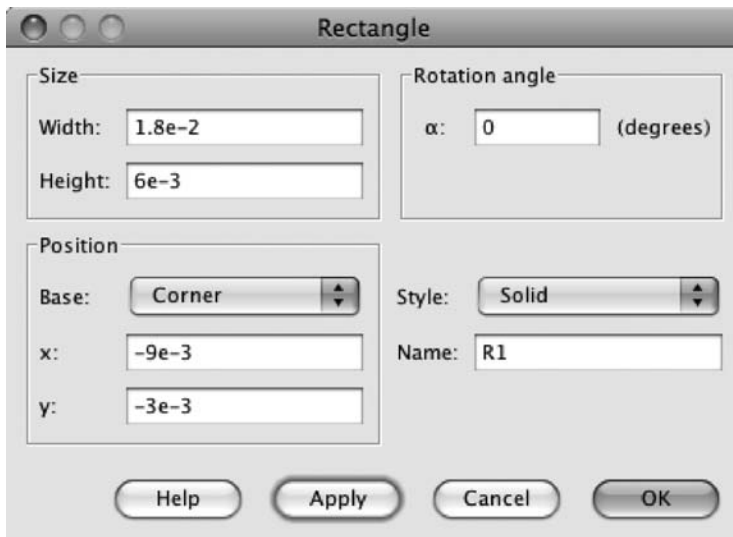 Rectangle
Size
Width: 1.8e-2
Height: 6e-3
Rotation angle
α: 0 (degrees)
Position
Base: Corner
x: -9e-3
y: -3e-3
Style: Solid
Name: R1
Help Apply Cancel OK